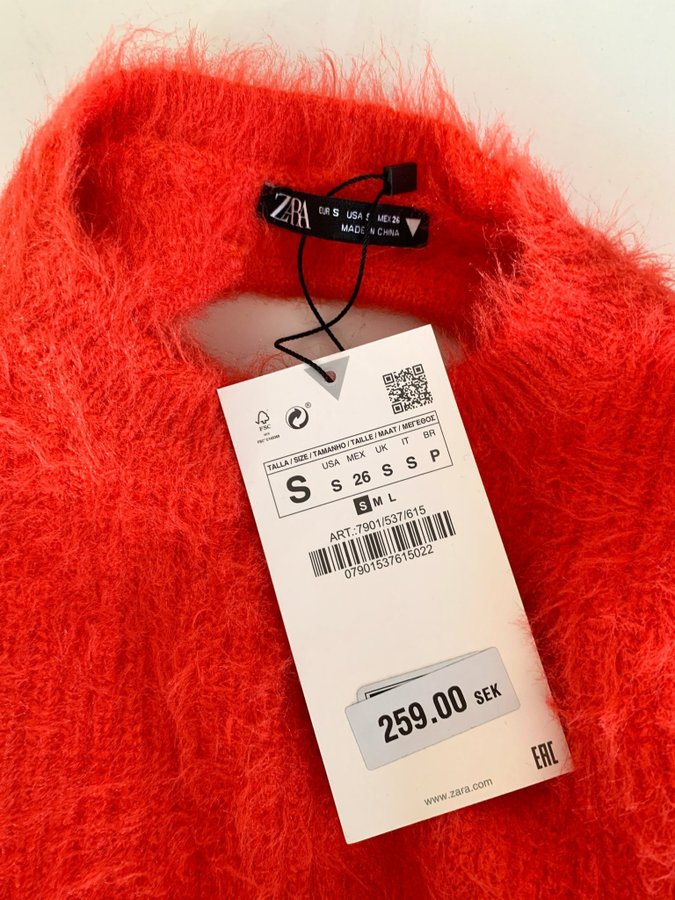 ZARA
EUR S USA S MEX 26
MADE IN CHINA
FSC
TALLA / SIZE / TAMANHO / TAILLE / MAAT / ΜΕΓΕΘΟΣ
USA MEX UK IT BR
S S 26 S S P
S M L
ART.:7901/537/615
07901537615022
259.00 SEK
EAC
www.zara.com